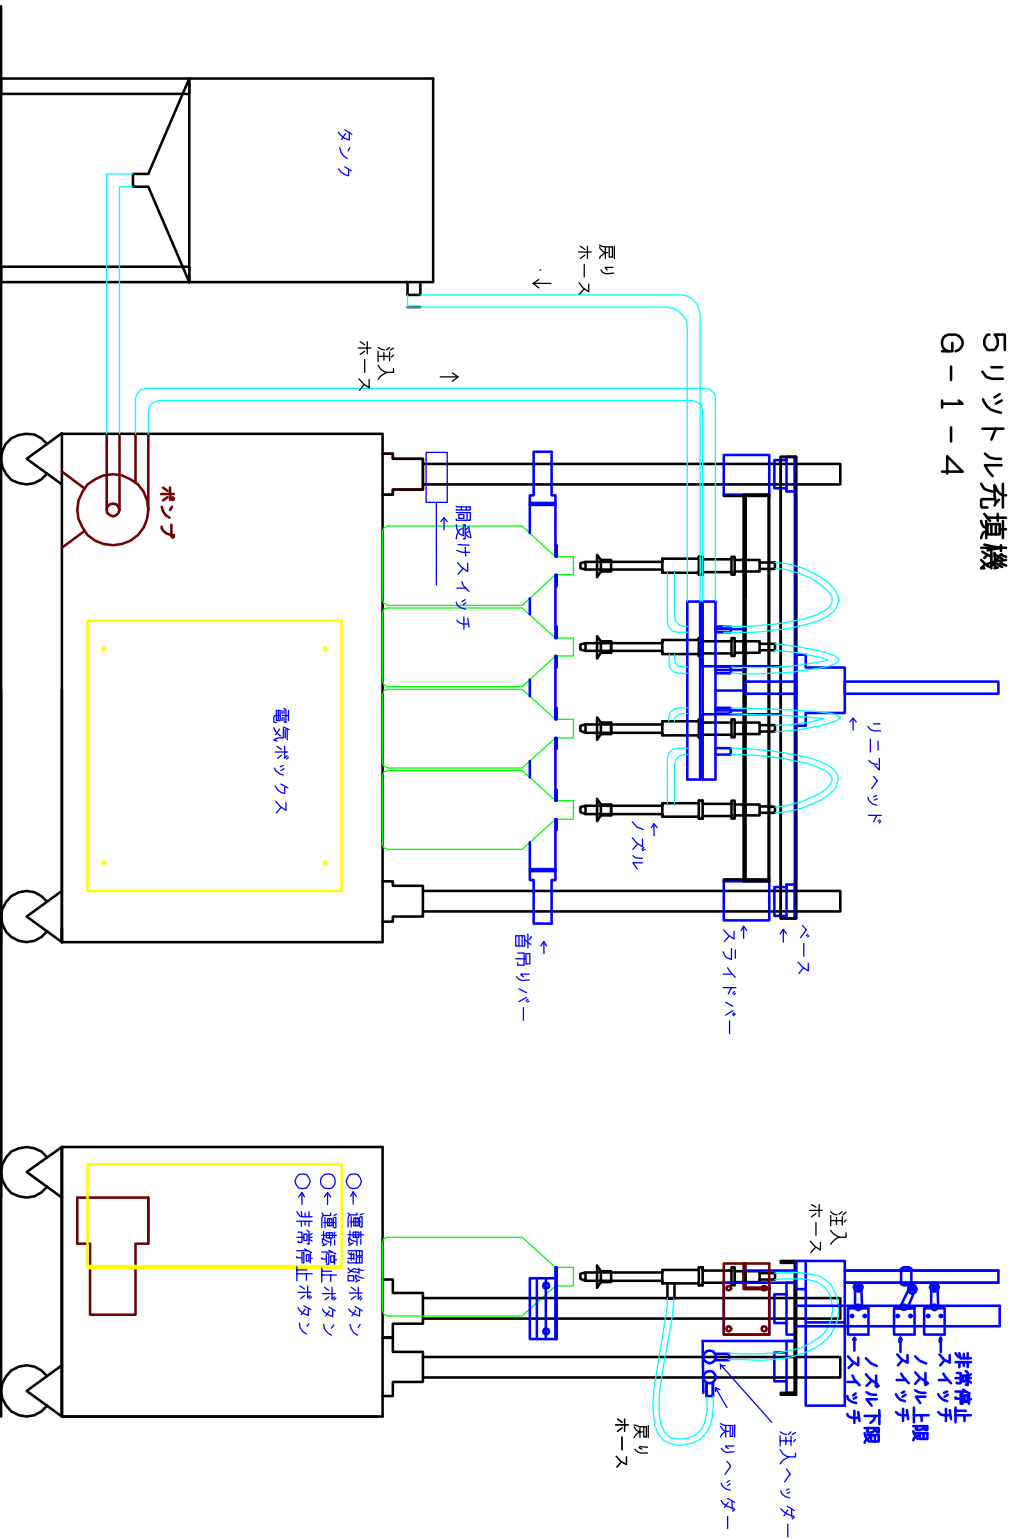 5リットル充填機
G-1-4
タンク
戻り
ホース
↓
注入
ホース
↑
ポンプ
胴受けスイッチ
電気ボックス
リニアヘッド
ノズル
ベース
スライドバー
首吊りバー
注入
ホース
○←運転開始ボタン
○←運転停止ボタン
○←非常停止ボタン
非常停止
スイッチ
ノズル上限
スイッチ
ノズル下限
スイッチ
注入ヘッダー
戻りヘッダー
戻り
ホース